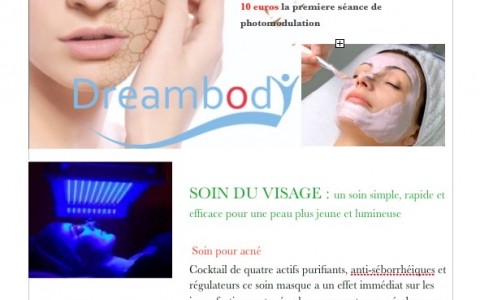 10 euros la premiere séance de
photomodulation
Dreambody
SOIN DU VISAGE : un soin simple, rapide et
efficace pour une peau plus jeune et lumineuse
Soin pour acné
Cocktail de quatre actifs purifiants, anti-séborrhéiques et
régulateurs ce soin masque a un effet immédiat sur les